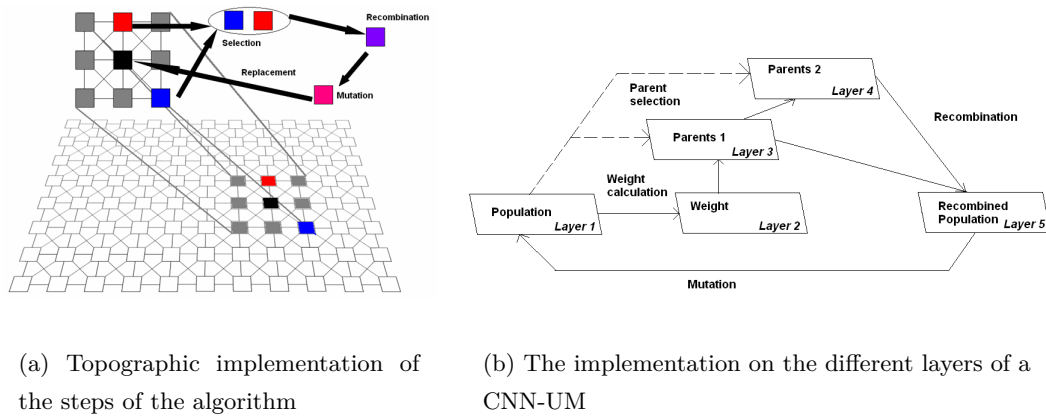 Recombination
Selection
Replacement
Mutation
Parents 2
Layer 4
Parent
selection
Recombination
Parents 1
Layer 3
Weight
calculation
Population
Layer 1
Weight
Layer 2
Recombined
Population
Layer 5
Mutation
(a) Topographic implementation of
the steps of the algorithm
(b) The implementation on the different layers of a
CNN-UM